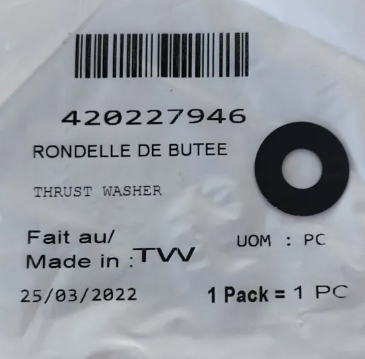 420227946
RONDELLE DE BUTEE
THRUST WASHER
Fait au/
Made in : TW
UOM : PC
25/03/2022
1 Pack = 1 PC